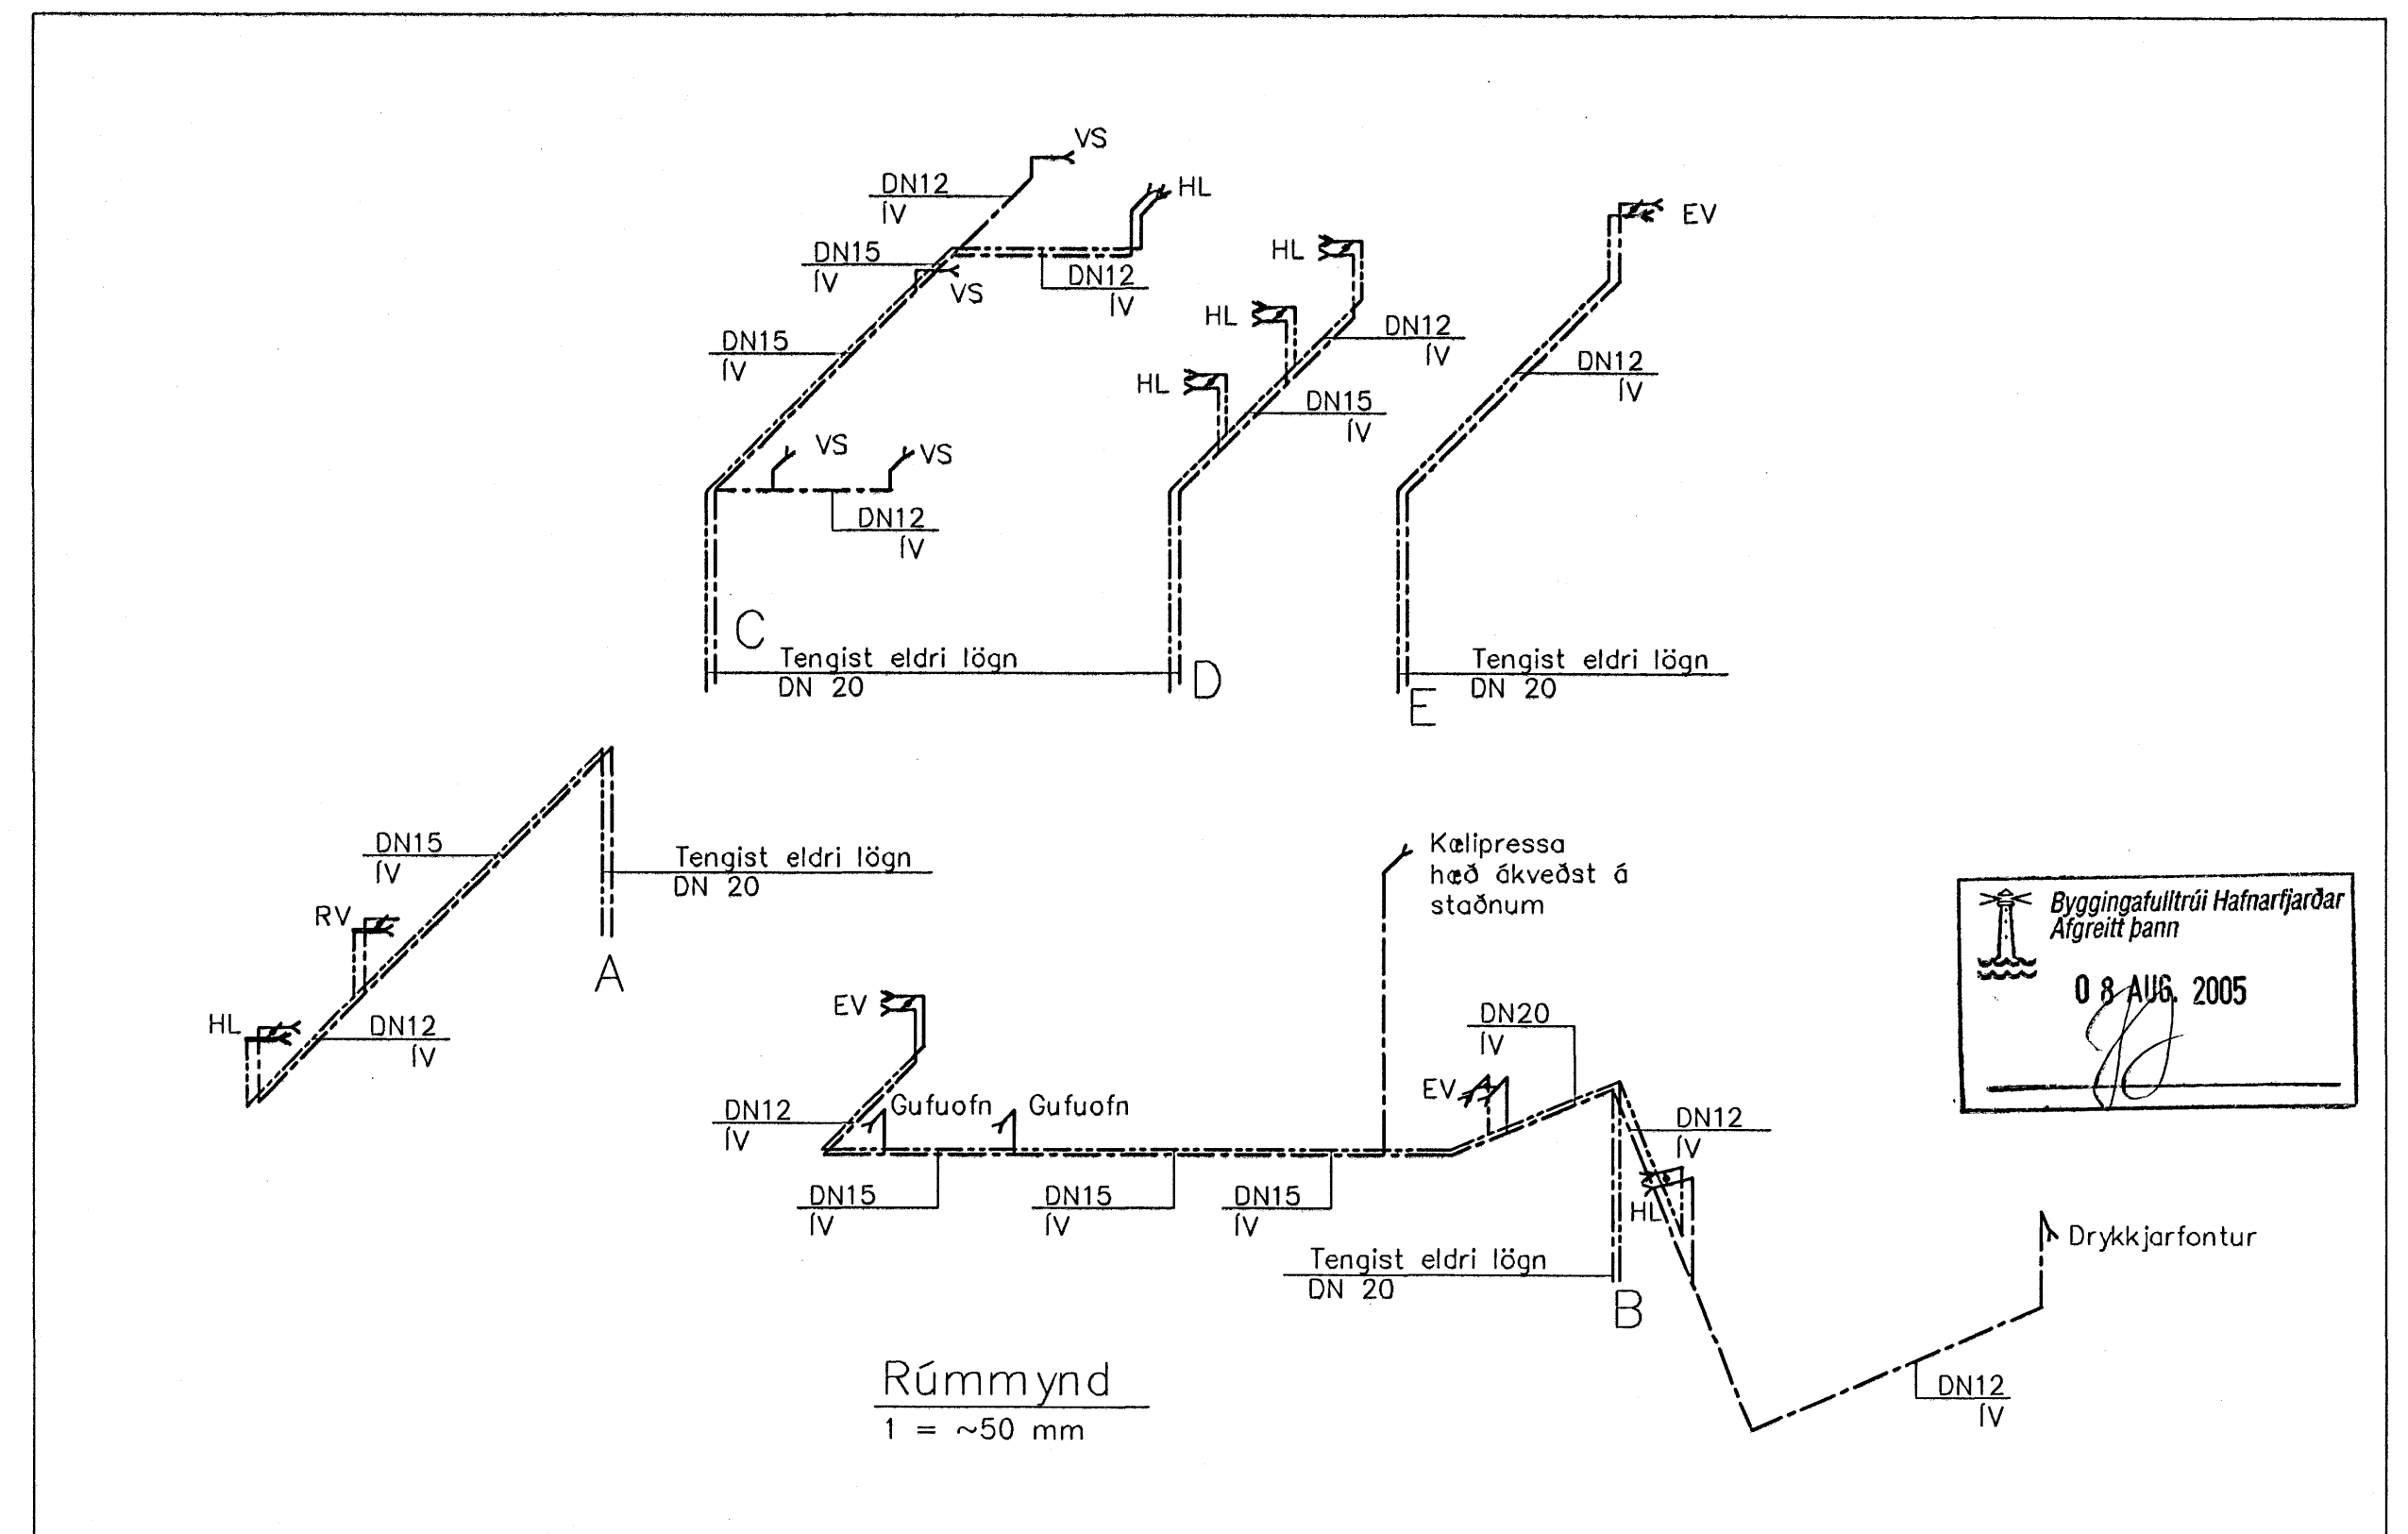 VS
DN12
ÍV
HL
DN15
ÍV
VS
DN12
ÍV
DN15
ÍV
VS
VS
DN12
ÍV
C
Tengist eldri lögn
DN 20
HL
HL
HL
DN12
ÍV
DN15
ÍV
D
EV
DN12
ÍV
Tengist eldri lögn
DN 20
E
DN15
ÍV
Tengist eldri lögn
DN 20
RV
A
HL
DN12
ÍV
Kælipressa
hæð ákveðst á
staðnum
EV
DN20
ÍV
EV
Gufuofn
Gufuofn
DN12
ÍV
DN12
ÍV
DN15
ÍV
DN15
ÍV
DN15
ÍV
HL
Tengist eldri lögn
DN 20
B
Drykkjarfontur
DN12
ÍV
Byggingafulltrúi Hafnarfjarðar
Afgreitt þann
08 AUG. 2005
Rúmmynd
1 = ~50 mm